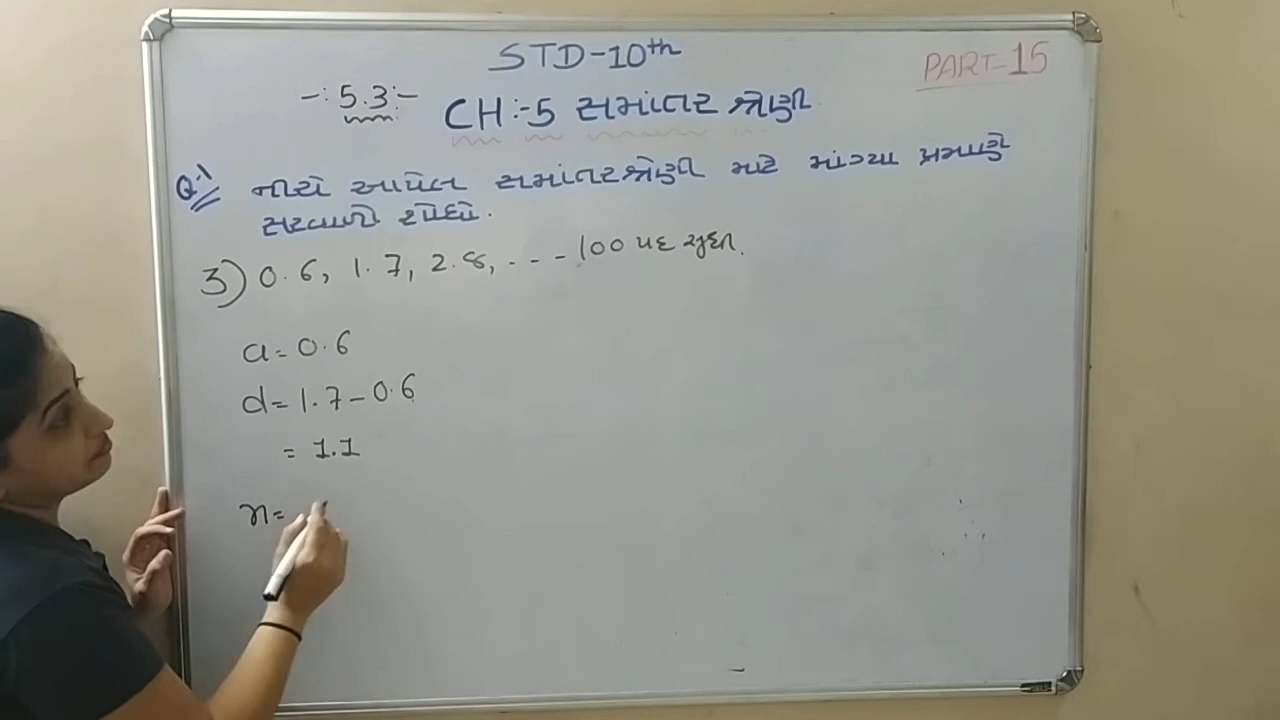 STD-10th
PART-15
-:5.3:-
CH:-5 સમાંતર શ્રેણી
Q.1 નીચે આપેલ સમાંતરશ્રેણી માટે માંગ્યા પ્રમાણે
સરવાળો શોધો.
3) 0.6, 1.7, 2.8, --- 100 પદ સુધી.
a = 0.6
d = 1.7 - 0.6
= 1.1
n =